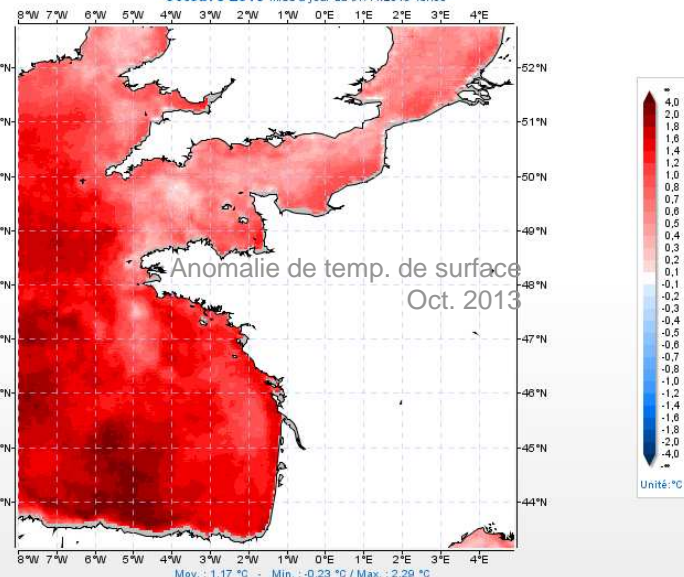 8°W 7°W 6°W 5°W 4°W 3°W 2°W 1°W 0°E 1°E 2°E 3°E 4°E
52°N
51°N
50°N
49°N
Anomalie de temp. de surface
48°N
Oct. 2013
47°N
46°N
45°N
44°N
8°W 7°W 6°W 5°W 4°W 3°W 2°W 1°W 0°E 1°E 2°E 3°E 4°E
Moy. : 1.17 °C - Min. : -0.23 °C / Max. : 2.29 °C
∞
4,0
2,0
1,8
1,6
1,4
1,2
1,0
0,8
0,7
0,6
0,5
0,4
0,3
0,2
0,1
-0,1
-0,2
-0,3
-0,4
-0,5
-0,6
-0,7
-0,8
-1,0
-1,2
-1,4
-1,6
-1,8
-2,0
-4,0
-∞
Unité:°C